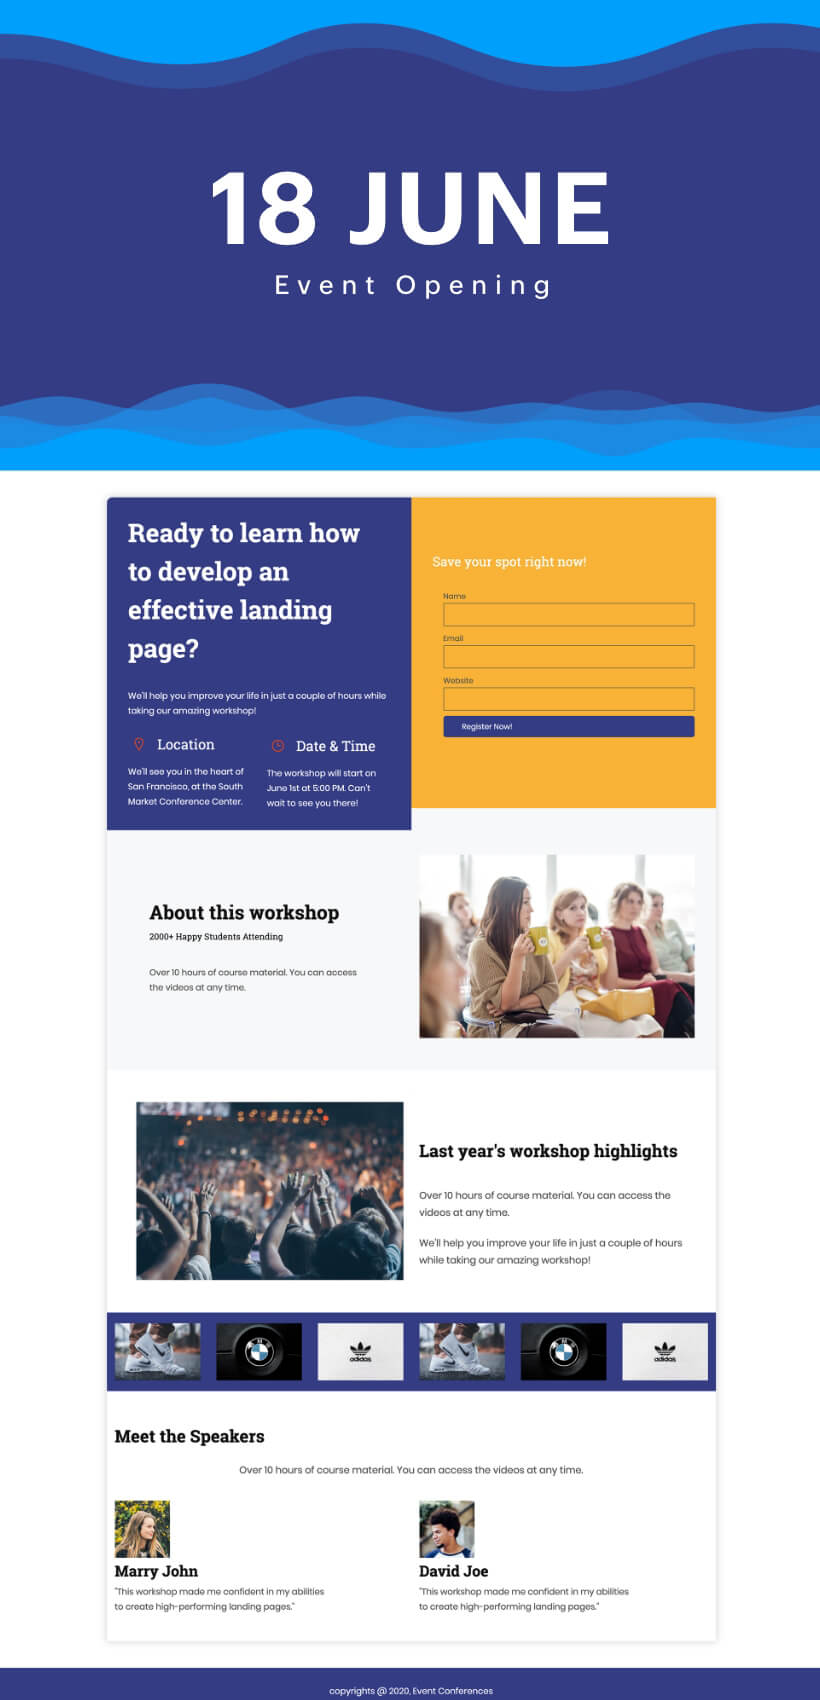 18 JUNE
Event Opening
Ready to learn how
to develop an
effective landing
page?
We'll help you improve your life in just a couple of hours while
taking our amazing workshop!
Location
We'll see you in the heart of
San Francisco, at the South
Market Conference Center.
Date & Time
The workshop will start on
June 1st at 5:00 PM. Can't
wait to see you there!
Save your spot right now!
Name
Email
Website
Register Now!
About this workshop
2000+ Happy Students Attending
Over 10 hours of course material. You can access
the videos at any time.
Last year's workshop highlights
Over 10 hours of course material. You can access the
videos at any time.
We'll help you improve your life in just a couple of hours
while taking our amazing workshop!
BMW
adidas
BMW
adidas
Meet the Speakers
Over 10 hours of course material. You can access the videos at any time.
Marry John
"This workshop made me confident in my abilities
to create high-performing landing pages."
David Joe
"This workshop made me confident in my abilities
to create high-performing landing pages."
copyrights @ 2020, Event Conferences